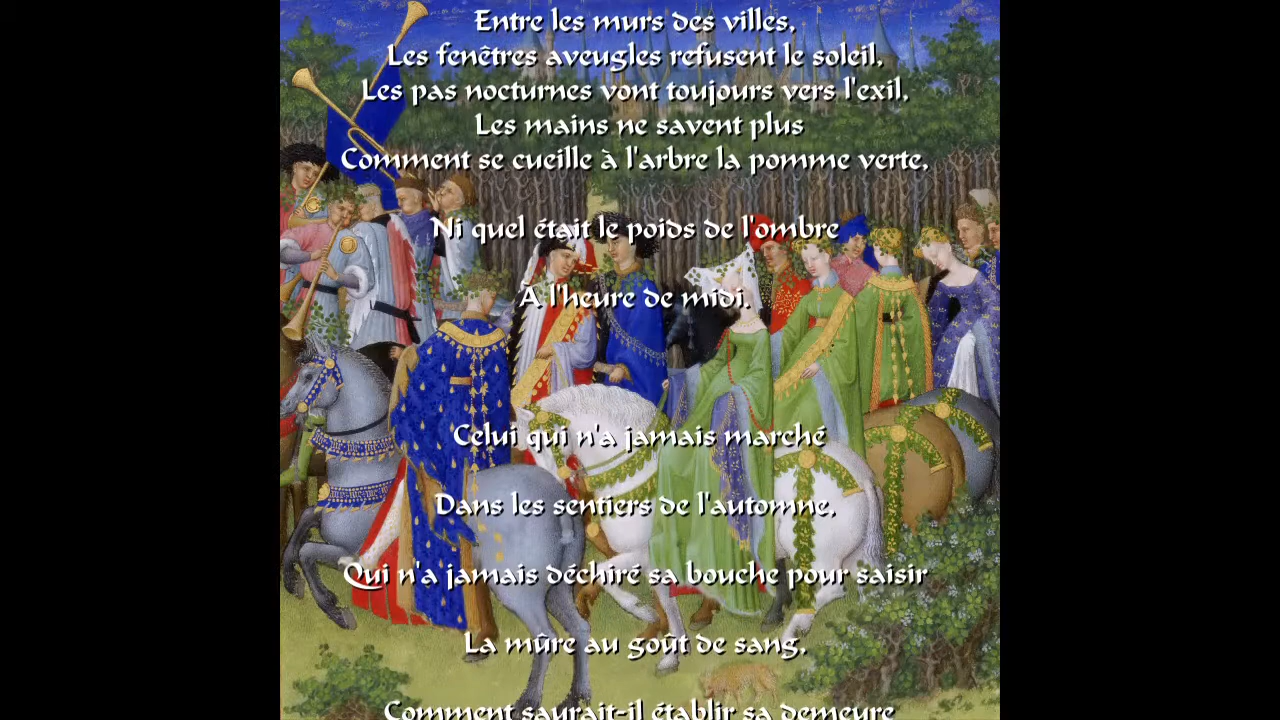 Entre les murs des villes,
Les fenêtres aveugles refusent le soleil,
Les pas nocturnes vont toujours vers l'exil,
Les mains ne savent plus
Comment se cueille à l'arbre la pomme verte,
Ni quel était le poids de l'ombre
À l'heure de midi.
Celui qui n'a jamais marché
Dans les sentiers de l'automne,
Qui n'a jamais déchiré sa bouche pour saisir
La mûre au goût de sang,
Comment saurait-il établir sa demeure